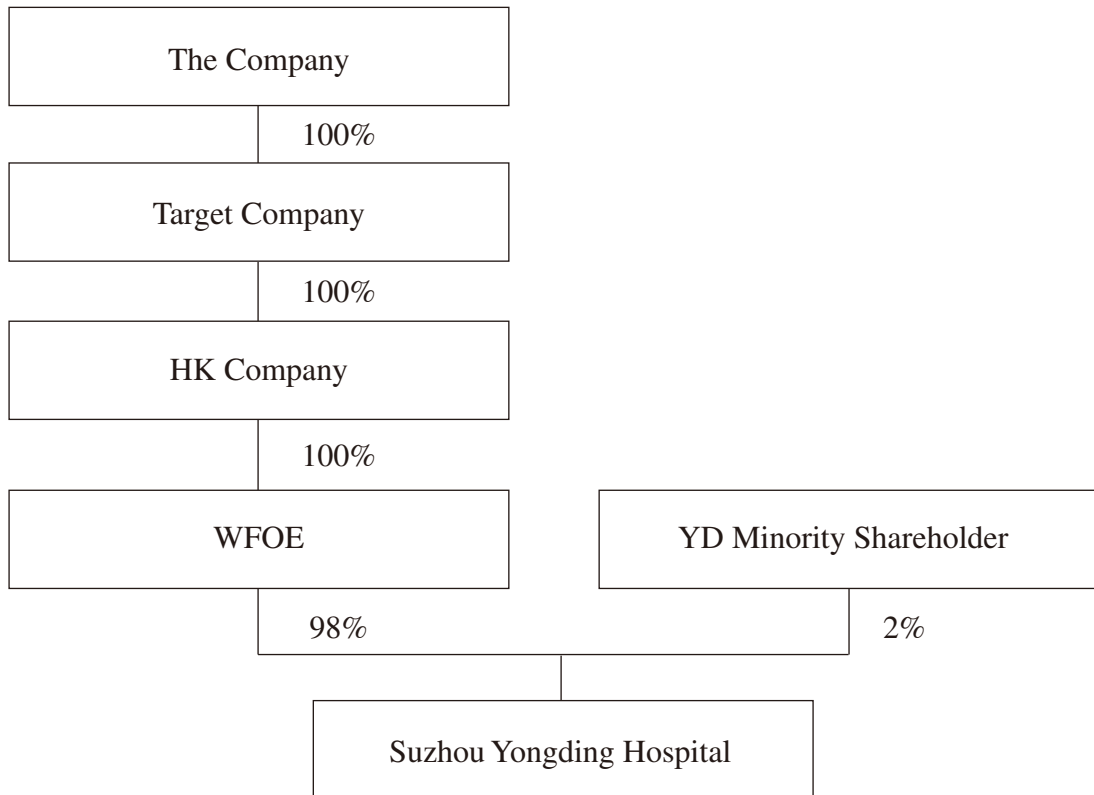 The Company
100%
Target Company
100%
HK Company
100%
WFOE
YD Minority Shareholder
98%
2%
Suzhou Yongding Hospital